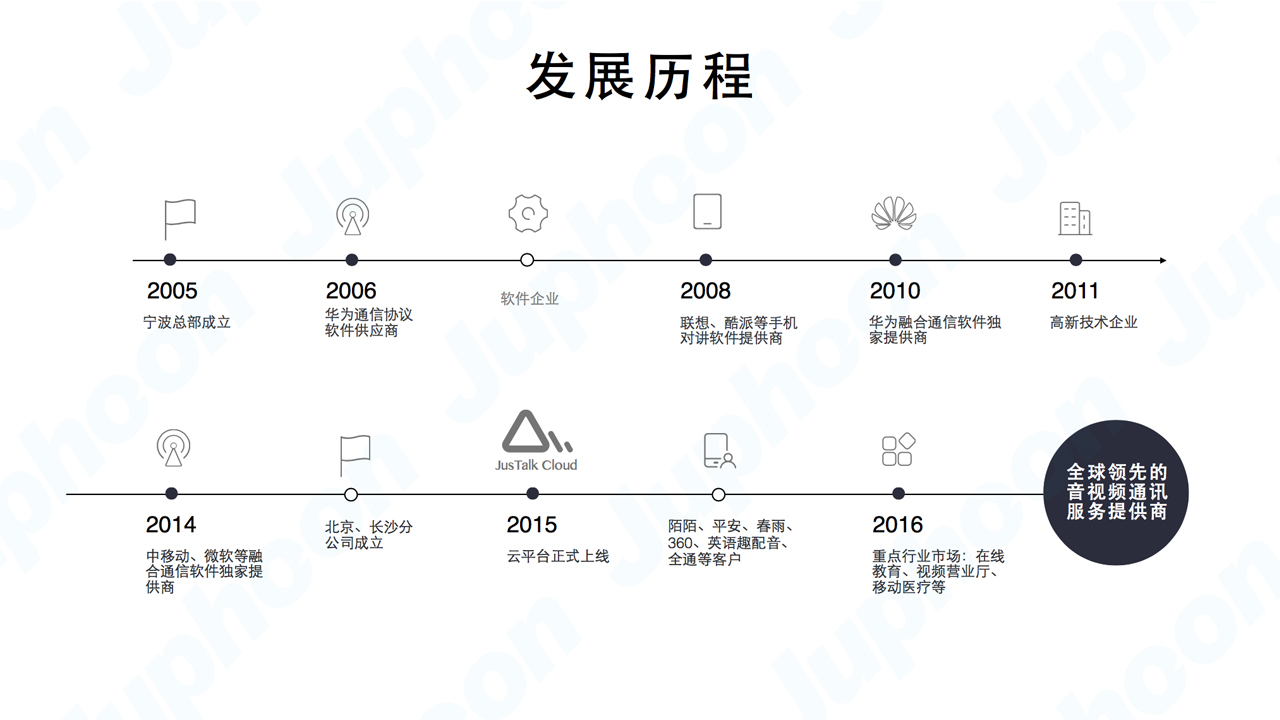 发展历程
2005
宁波总部成立
2006
华为通信协议
软件供应商
软件企业
2008
联想、酷派等手机
对讲软件提供商
2010
华为融合通信软件独
家提供商
2011
高新技术企业
2014
中移动、微软等融
合通信软件独家提
供商
北京、长沙分
公司成立
JusTalk Cloud
2015
云平台正式上线
陌陌、平安、春雨、
360、英语趣配音、
全通等客户
2016
重点行业市场：在线
教育、视频营业厅、
移动医疗等
全球领先的
音视频通讯
服务提供商
Juphoon